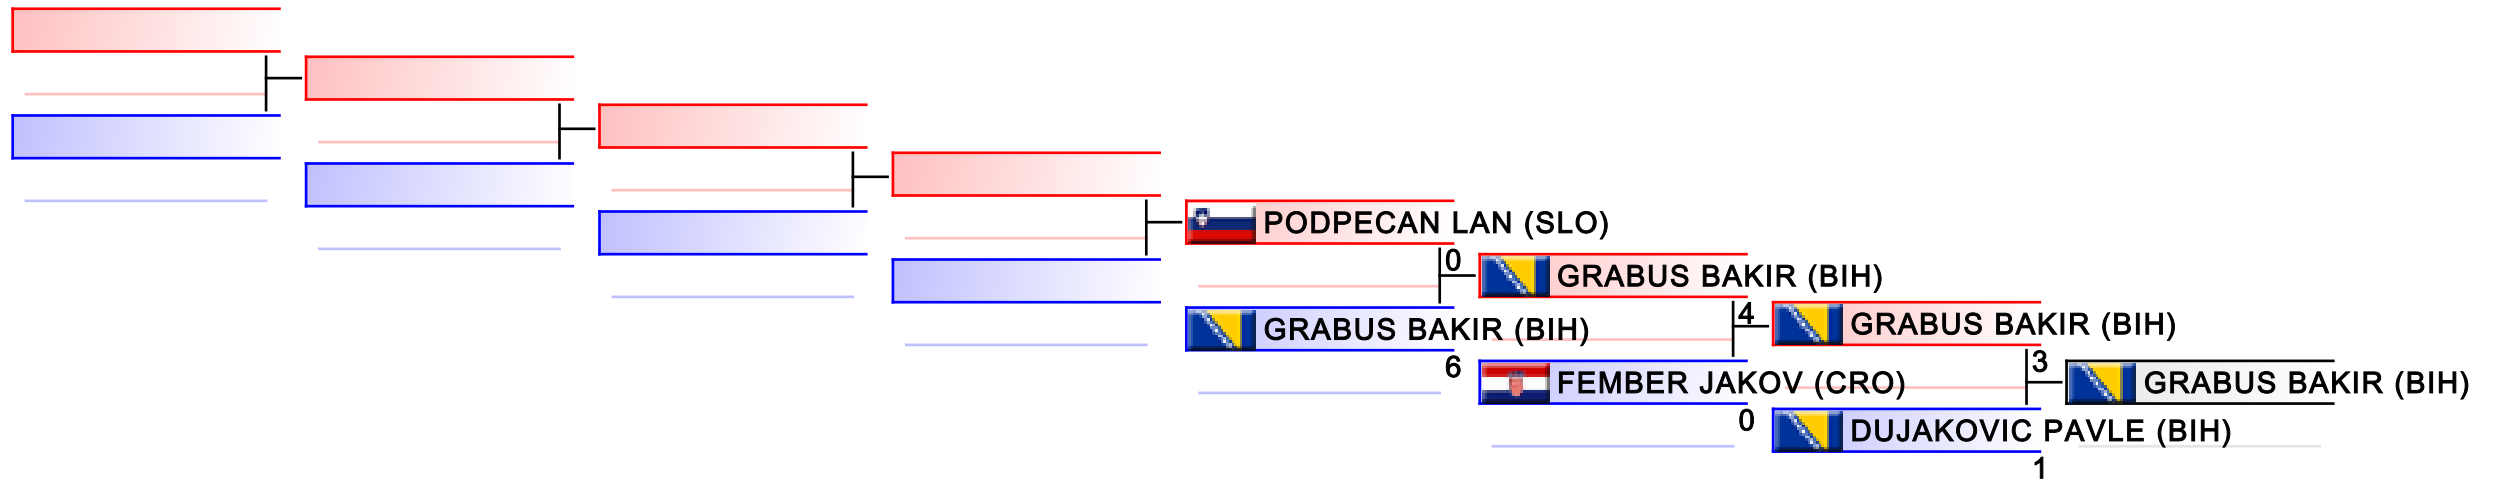 PODPECAN LAN (SLO)
0
GRABUS BAKIR (BIH)
6
GRABUS BAKIR (BIH)
4
FEMBER JAKOV (CRO)
0
GRABUS BAKIR (BIH)
3
DUJAKOVIC PAVLE (BIH)
1
GRABUS BAKIR (BIH)